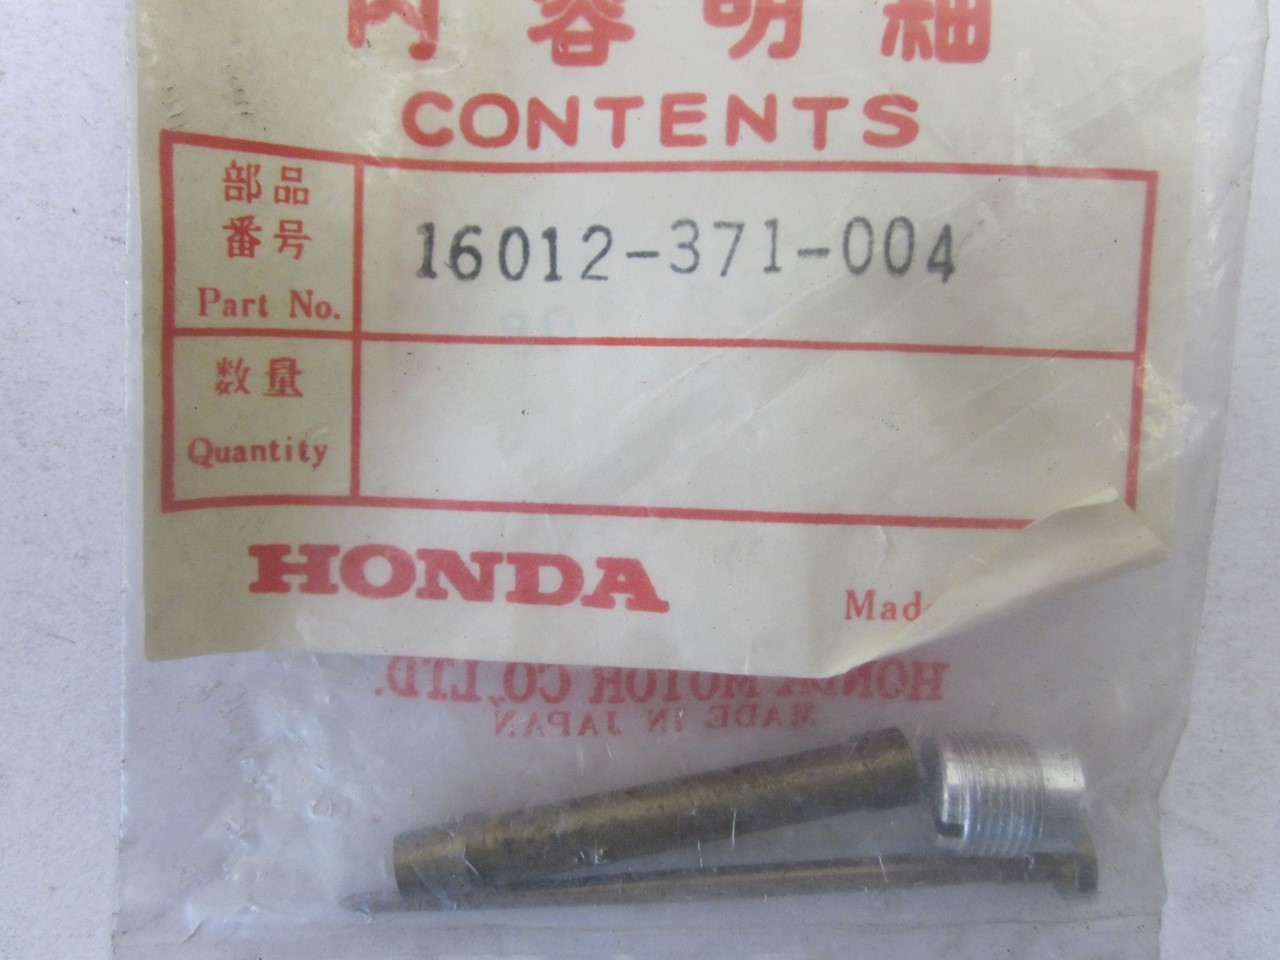 内容明細
CONTENTS
部品
番号
Part No.
16012-371-004
数量
Quantity
HONDA
Made
HONDA MOTOR CO.,LTD.
MADE IN JAPAN